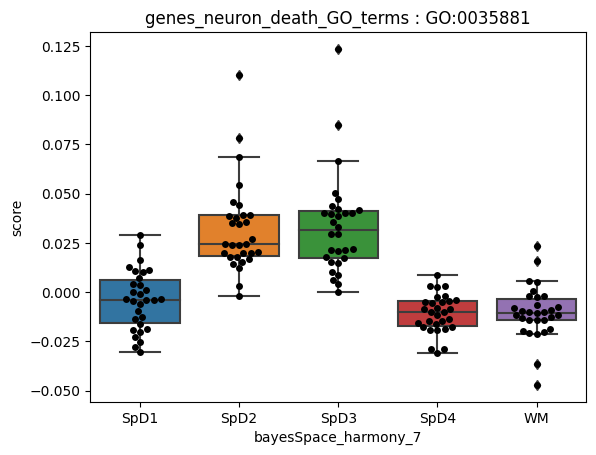 genes_neuron_death_GO_terms : GO:0035881
0.125
0.100
0.075
0.050
0.025
0.000
−0.025
−0.050
score
SpD1 SpD2 SpD3 SpD4 WM
bayesSpace_harmony_7